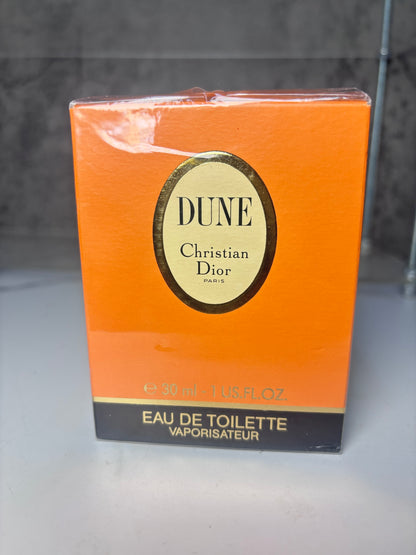 DUNE
Christian
Dior
PARIS
℮ 30 ml - 1 US.FL.OZ.
EAU DE TOILETTE
VAPORISATEUR